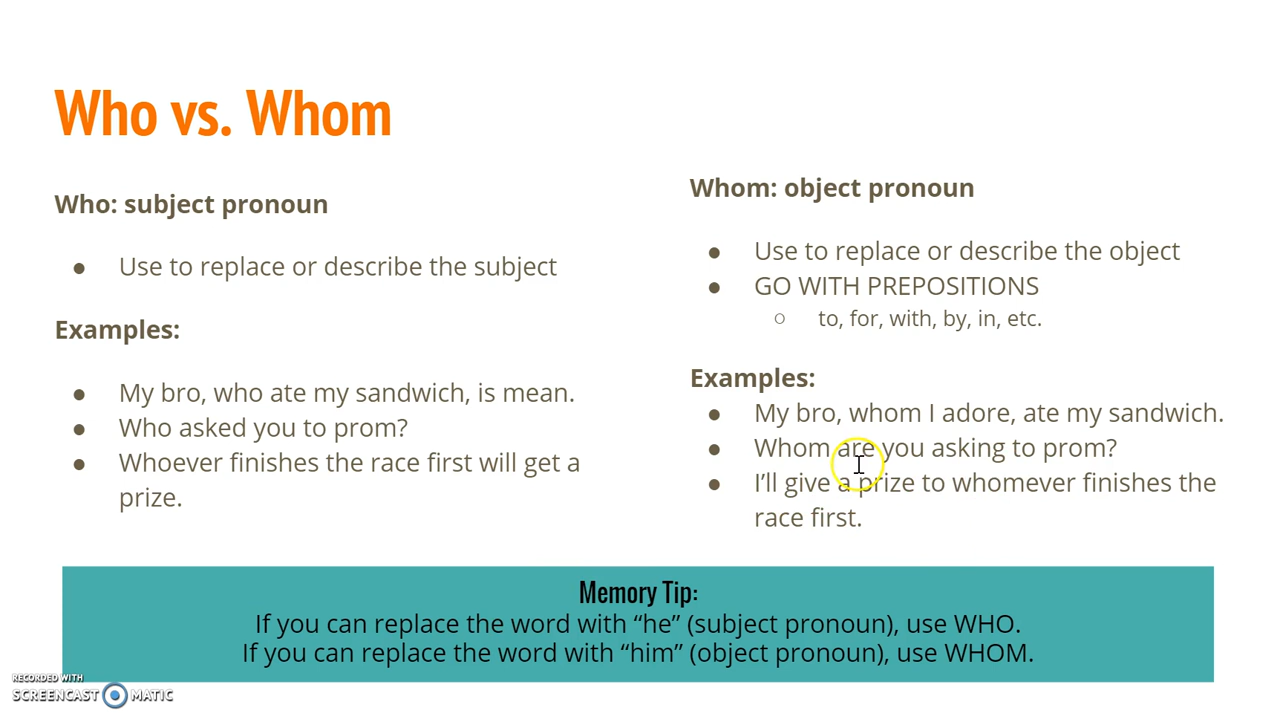 Who vs. Whom
Who: subject pronoun
● Use to replace or describe the subject
Examples:
● My bro, who ate my sandwich, is mean.
● Who asked you to prom?
● Whoever finishes the race first will get a
prize.
Whom: object pronoun
● Use to replace or describe the object
● GO WITH PREPOSITIONS
○ to, for, with, by, in, etc.
Examples:
● My bro, whom I adore, ate my sandwich.
● Whom are you asking to prom?
● I’ll give a prize to whomever finishes the
race first.
Memory Tip:
If you can replace the word with “he” (subject pronoun), use WHO.
If you can replace the word with “him” (object pronoun), use WHOM.
RECORDED WITH
SCREENCAST MATIC